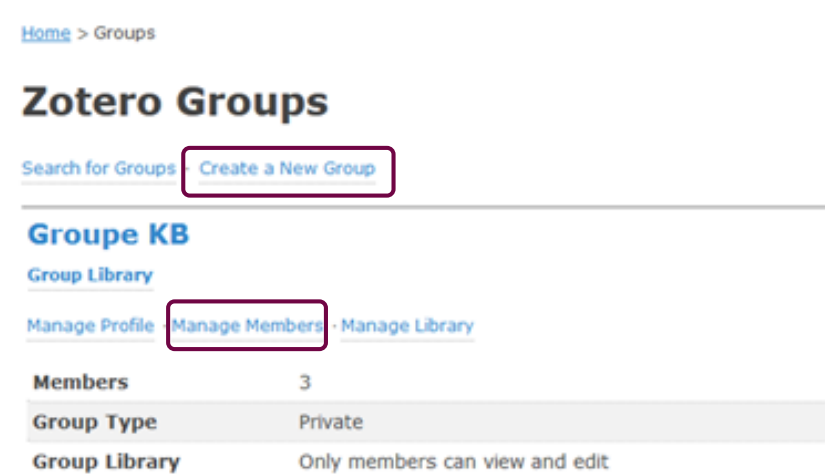 Home > Groups
Zotero Groups
Search for Groups - Create a New Group
Groupe KB
Group Library
Manage Profile · Manage Members · Manage Library
Members 3
Group Type Private
Group Library Only members can view and edit